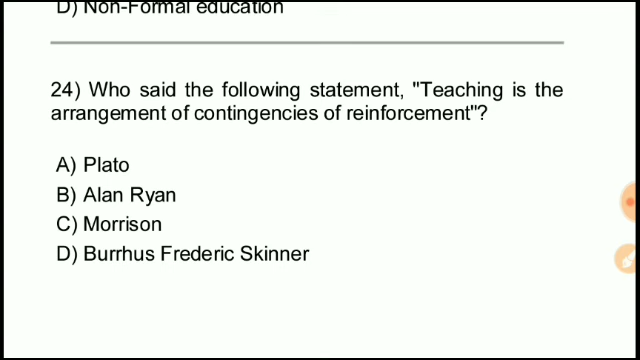 D) Non-Formal education
24) Who said the following statement, "Teaching is the
arrangement of contingencies of reinforcement"?
A) Plato
B) Alan Ryan
C) Morrison
D) Burrhus Frederic Skinner